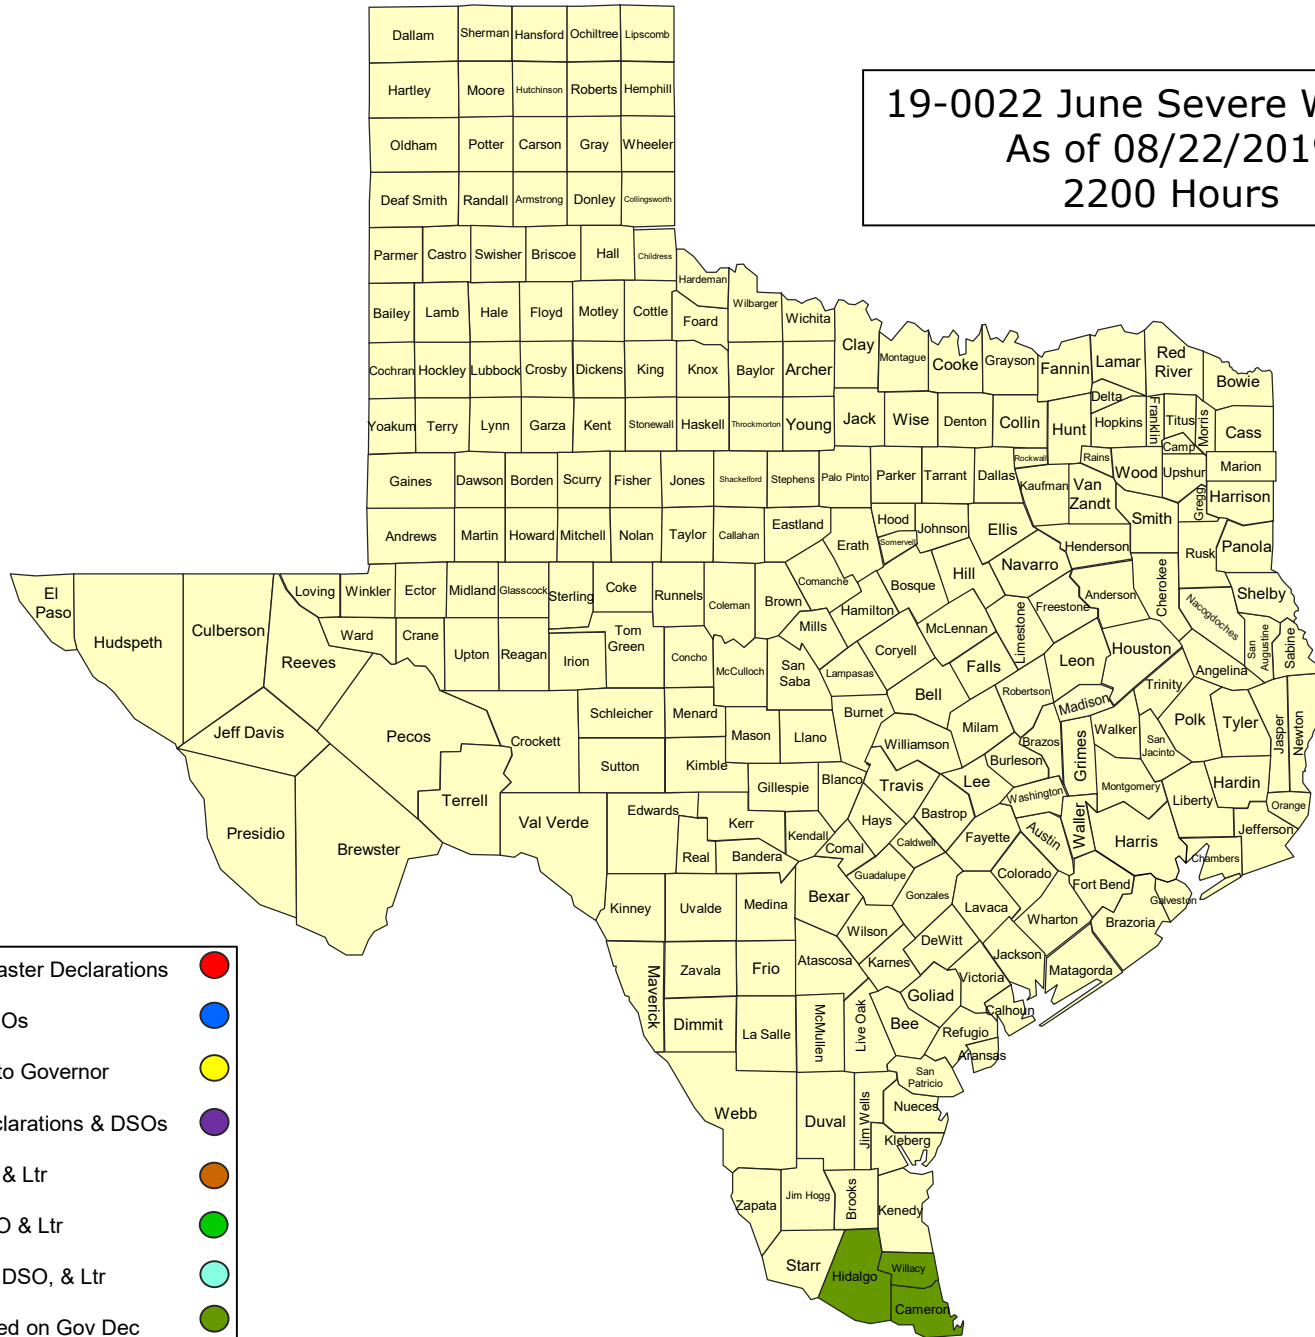 19-0022 June Severe
As of 08/22/201
2200 Hours
Dallam Sherman Hansford Ochiltree Lipscomb
Hartley Moore Hutchinson Roberts Hemphill
Oldham Potter Carson Gray Wheeler
Deaf Smith Randall Armstrong Donley Collingsworth
Parmer Castro Swisher Briscoe Hall Childress
Hardeman
Bailey Lamb Hale Floyd Motley Cottle Foard Wilbarger Wichita
Clay Montague Cooke Grayson Fannin Lamar Red
River
Bowie
Cochran Hockley Lubbock Crosby Dickens King Knox Baylor Archer
Delta
Yoakum Terry Lynn Garza Kent Stonewall Haskell Throckmorton Young Jack Wise Denton Collin Hunt Hopkins Franklin Titus Morris Cass
Camp
Gaines Dawson Borden Scurry Fisher Jones Shackelford Stephens Palo Pinto Parker Tarrant Dallas Rockwall Kaufman Rains Van
Zandt
Wood Upshur Marion
Gregg Harrison
Andrews Martin Howard Mitchell Nolan Taylor Callahan Eastland Erath Hood Somervell Johnson Ellis Henderson Smith Rusk Panola
El
Paso
Hudspeth Culberson Reeves Loving Winkler Ector Midland Glasscock Sterling Coke Runnels Coleman Brown Comanche Hamilton Bosque Hill Navarro Freestone Anderson Cherokee Nacogdoches Shelby
Ward Crane Upton Reagan Irion Tom
Green
Concho McCulloch San
Saba
Mills Lampasas Coryell McLennan Limestone Falls Leon Houston Angelina San
Augustine
Sabine
Jeff Davis Pecos Crockett Schleicher Menard Mason Llano Burnet Bell Milam Robertson Madison Trinity
Walker San
Jacinto
Polk Tyler Jasper Newton
Presidio Brewster Terrell Val Verde Sutton Kimble Gillespie Blanco Williamson Travis Lee Burleson Brazos Grimes Washington Montgomery Liberty Hardin Orange
Edwards Kerr Real Bandera Kendall Comal Hays Caldwell Bastrop Fayette Austin Waller Harris Jefferson
Chambers
Kinney Uvalde Medina Bexar Guadalupe Gonzales Lavaca Colorado Wharton Fort Bend Brazoria Galveston
Maverick Zavala Frio Atascosa Wilson Karnes DeWitt Jackson Matagorda
Victoria
Dimmit La Salle McMullen Live Oak Bee Goliad Refugio Calhoun
Aransas
San
Patricio
Webb Duval Jim Wells Nueces
Kleberg
Zapata Jim Hogg Brooks Kenedy
Starr Hidalgo Willacy
Cameron
aster Declarations
Os
to Governor
larations & DSOs
& Ltr
O & Ltr
DSO, & Ltr
ed on Gov Dec